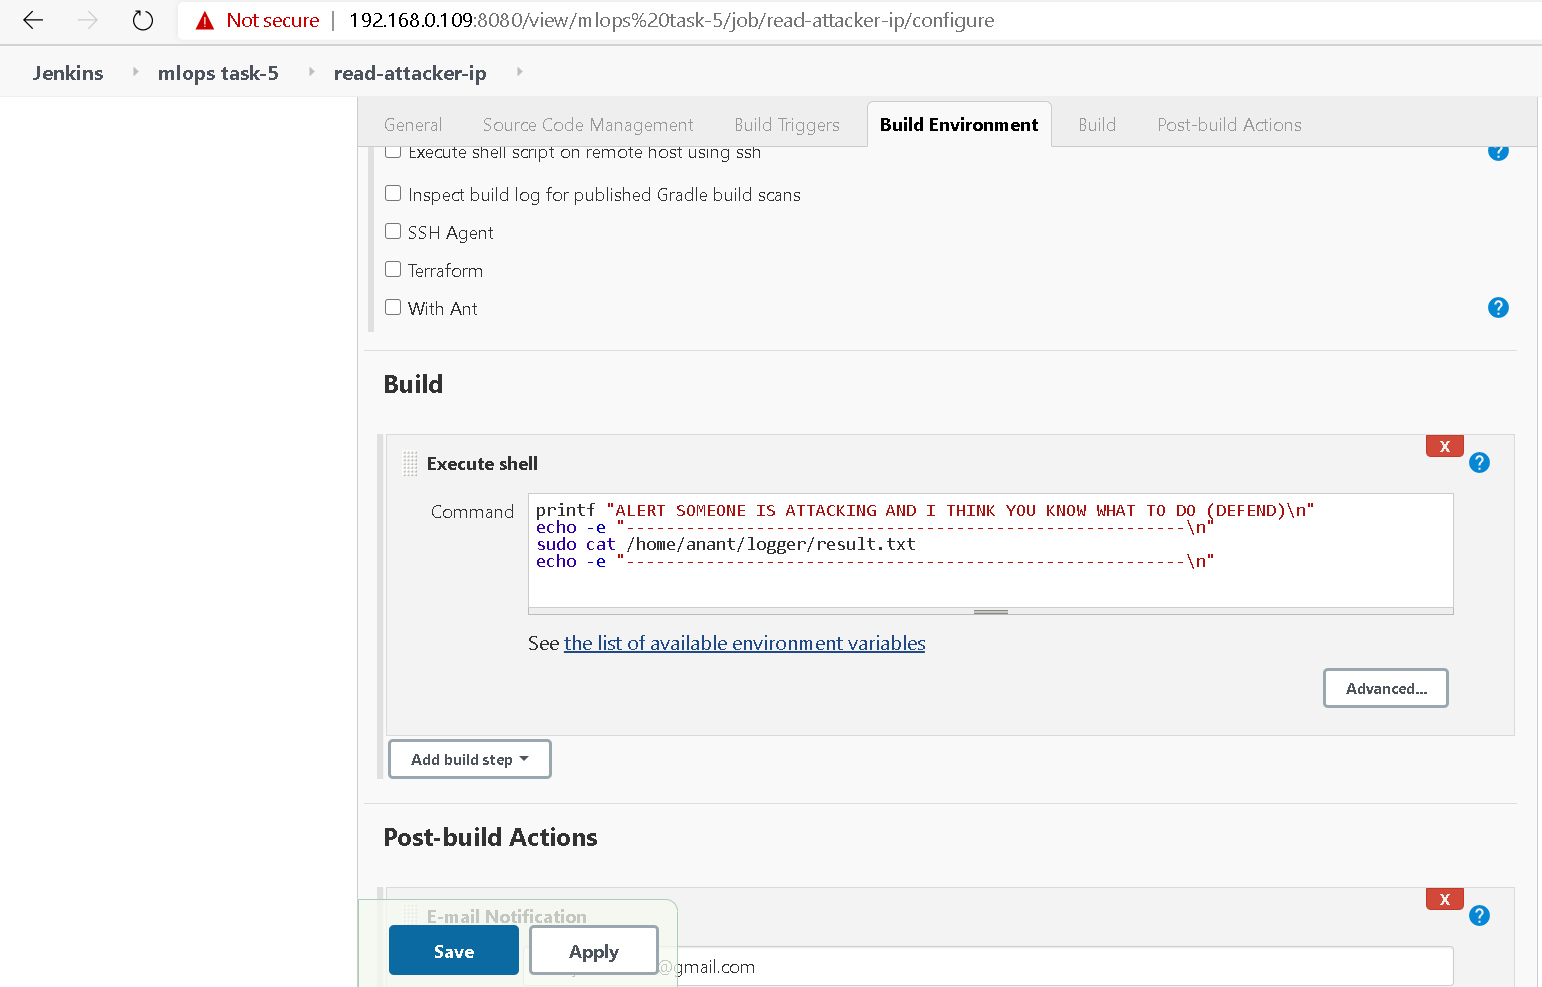 Not secure | 192.168.0.109:8080/view/mlops%20task-5/job/read-attacker-ip/configure
Jenkins mlops task-5 read-attacker-ip
General Source Code Management Build Triggers Build Environment Build Post-build Actions
Execute shell script on remote host using ssh ?
Inspect build log for published Gradle build scans
SSH Agent
Terraform
With Ant ?
Build
X
Execute shell ?
Command
printf "ALERT SOMEONE IS ATTACKING AND I THINK YOU KNOW WHAT TO DO (DEFEND)\n"
echo -e "--------------------------------------------------------\n"
sudo cat /home/anant/logger/result.txt
echo -e "--------------------------------------------------------\n"
See the list of available environment variables
Advanced...
Add build step
Post-build Actions
X
E-mail Notification ?
Save Apply @gmail.com